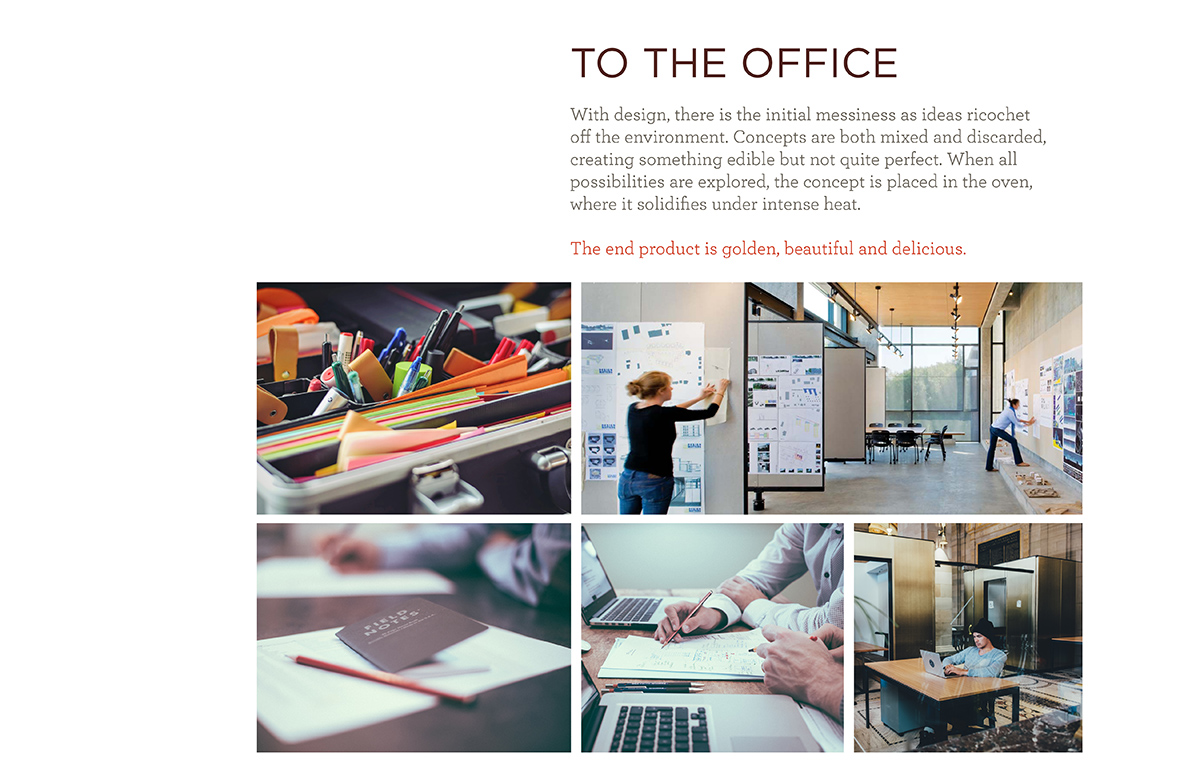 TO THE OFFICE
With design, there is the initial messiness as ideas ricochet
off the environment. Concepts are both mixed and discarded,
creating something edible but not quite perfect. When all
possibilities are explored, the concept is placed in the oven,
where it solidifies under intense heat.
The end product is golden, beautiful and delicious.
FIELD
NOTES